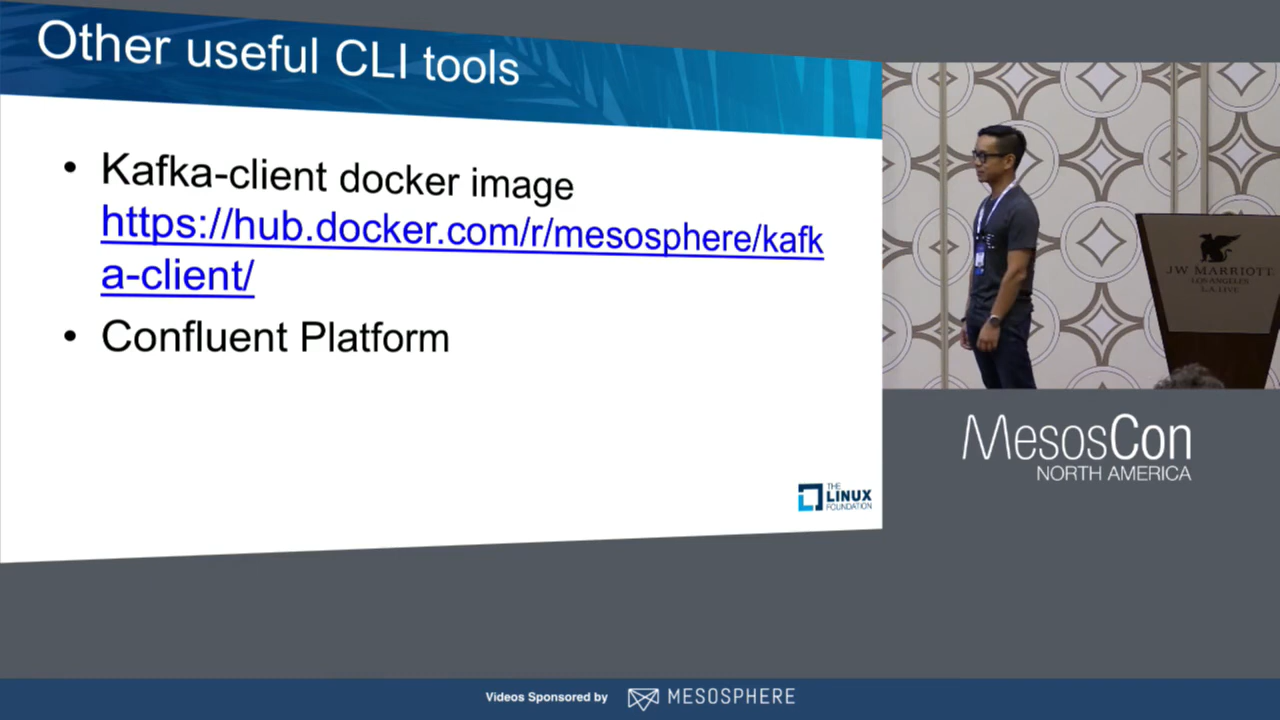 Other useful CLI tools
• Kafka-client docker image
https://hub.docker.com/r/mesosphere/kafk
a-client/
• Confluent Platform
THE
LINUX
FOUNDATION
JW MARRIOTT
LOS ANGELES
L.A. LIVE
MesosCon
NORTH AMERICA
Videos Sponsored by MESOSPHERE